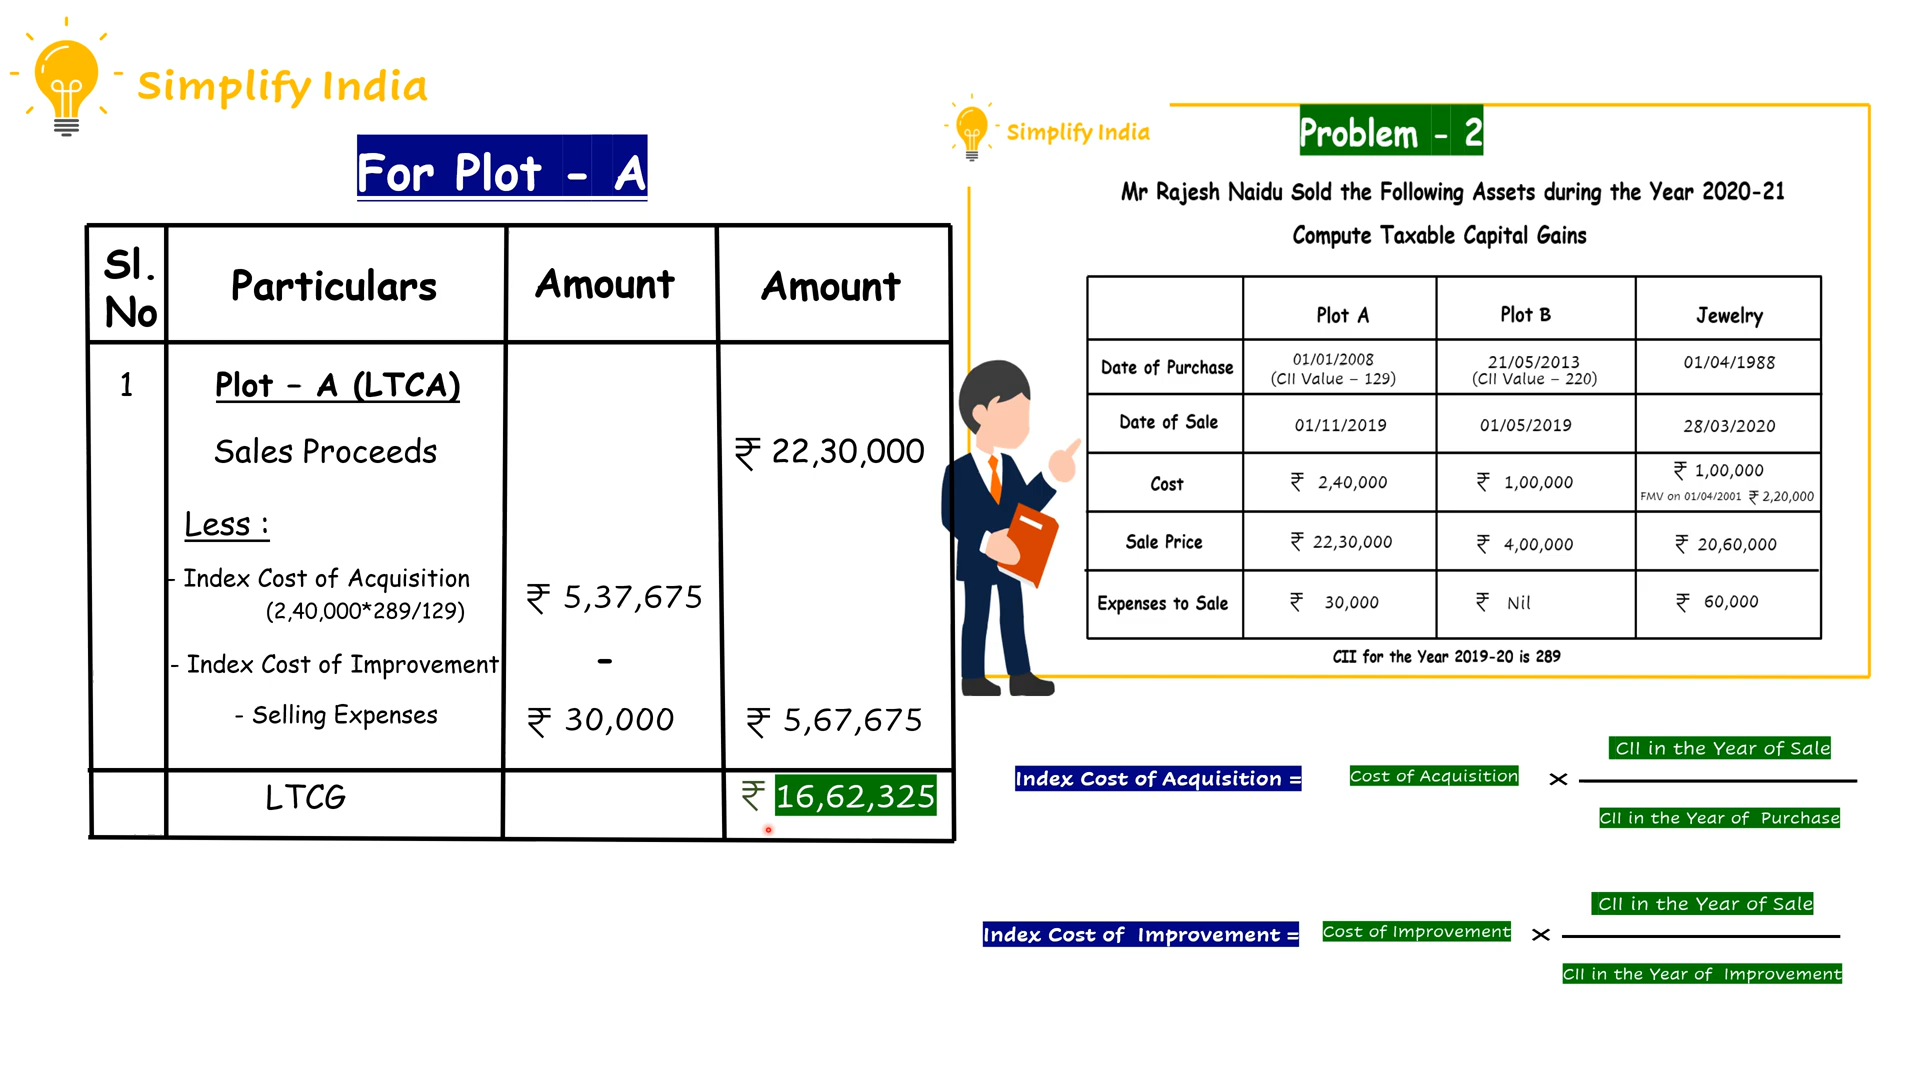 Simplify India
For Plot - A
Sl. No | Particulars | Amount | Amount
1 | Plot - A (LTCA)
Sales Proceeds | ₹ 22,30,000
Less :
- Index Cost of Acquisition
(2,40,000*289/129) | ₹ 5,37,675
- Index Cost of Improvement | -
- Selling Expenses | ₹ 30,000 | ₹ 5,67,675
LTCG | ₹ 16,62,325
Simplify India
Problem - 2
Mr Rajesh Naidu Sold the Following Assets during the Year 2020-21
Compute Taxable Capital Gains
Plot A | Plot B | Jewelry
Date of Purchase | 01/01/2008 (CII Value – 129) | 21/05/2013 (CII Value – 220) | 01/04/1988
Date of Sale | 01/11/2019 | 01/05/2019 | 28/03/2020
Cost | ₹ 2,40,000 | ₹ 1,00,000 | ₹ 1,00,000 FMV on 01/04/2001 ₹ 2,20,000
Sale Price | ₹ 22,30,000 | ₹ 4,00,000 | ₹ 20,60,000
Expenses to Sale | ₹ 30,000 | ₹ Nil | ₹ 60,000
CII for the Year 2019-20 is 289
CII in the Year of Sale
Index Cost of Acquisition = Cost of Acquisition ×
CII in the Year of Purchase
CII in the Year of Sale
Index Cost of Improvement = Cost of Improvement ×
CII in the Year of Improvement